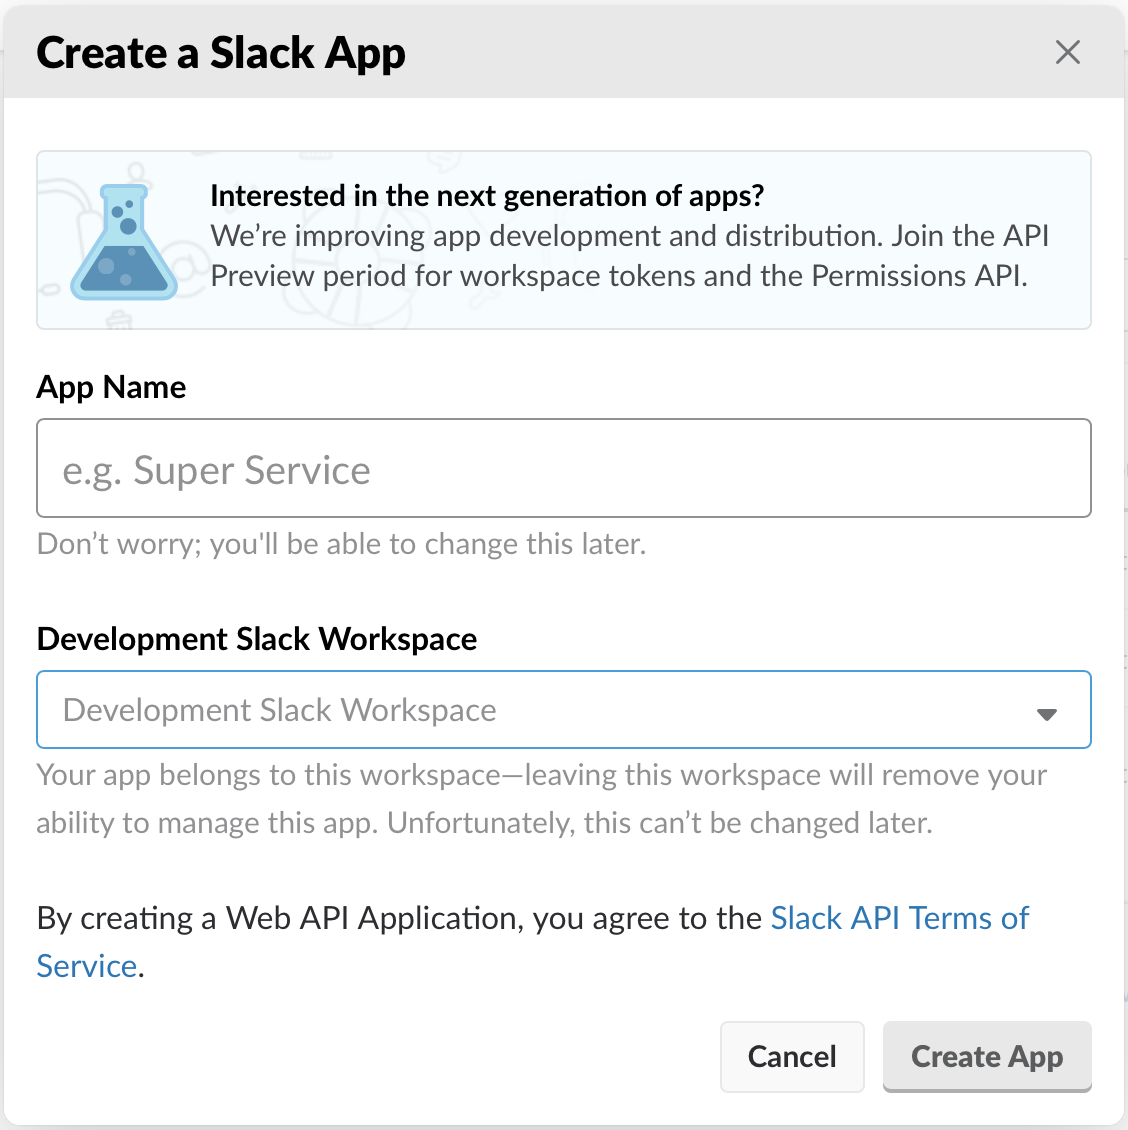 Create a Slack App
Interested in the next generation of apps?
We’re improving app development and distribution. Join the API
Preview period for workspace tokens and the Permissions API.
App Name
e.g. Super Service
Don’t worry; you'll be able to change this later.
Development Slack Workspace
Development Slack Workspace
Your app belongs to this workspace—leaving this workspace will remove your
ability to manage this app. Unfortunately, this can’t be changed later.
By creating a Web API Application, you agree to the Slack API Terms of
Service.
Cancel
Create App